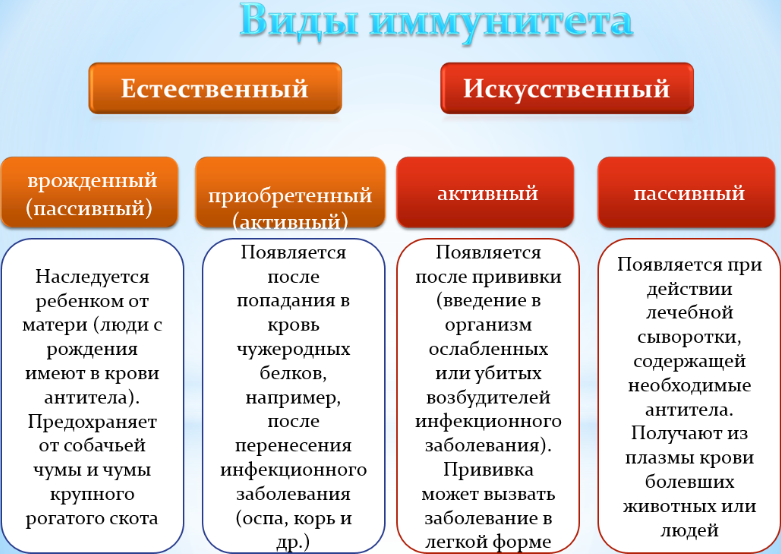 Виды иммунитета
Естественный
Искусственный
врожденный
(пассивный)
приобретенный
(активный)
активный
пассивный
Наследуется
ребенком от
матери (люди с
рождения
имеют в крови
антитела).
Предохраняет
от собачьей
чумы и чумы
крупного
рогатого скота
Появляется
после
попадания в
кровь
чужеродных
белков,
например,
после
перенесения
инфекционного
заболевания
(оспа, корь и
др.)
Появляется
после прививки
(введение в
организм
ослабленных
или убитых
возбудителей
инфекционного
заболевания).
Прививка
может вызвать
заболевание в
легкой форме
Появляется при
действии
лечебной
сыворотки,
содержащей
необходимые
антитела.
Получают из
плазмы крови
болевших
животных или
людей